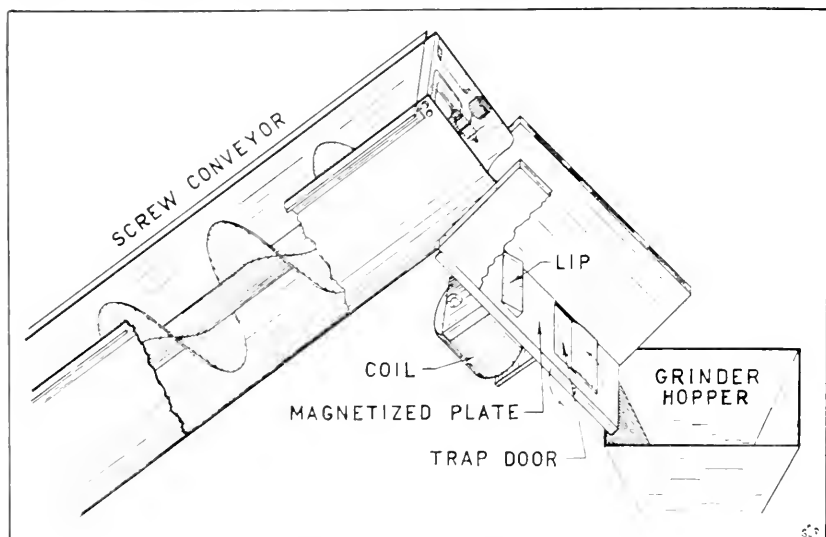 SCREW CONVEYOR
LIP
COIL
GRINDER
HOPPER
MAGNETIZED PLATE
TRAP DOOR